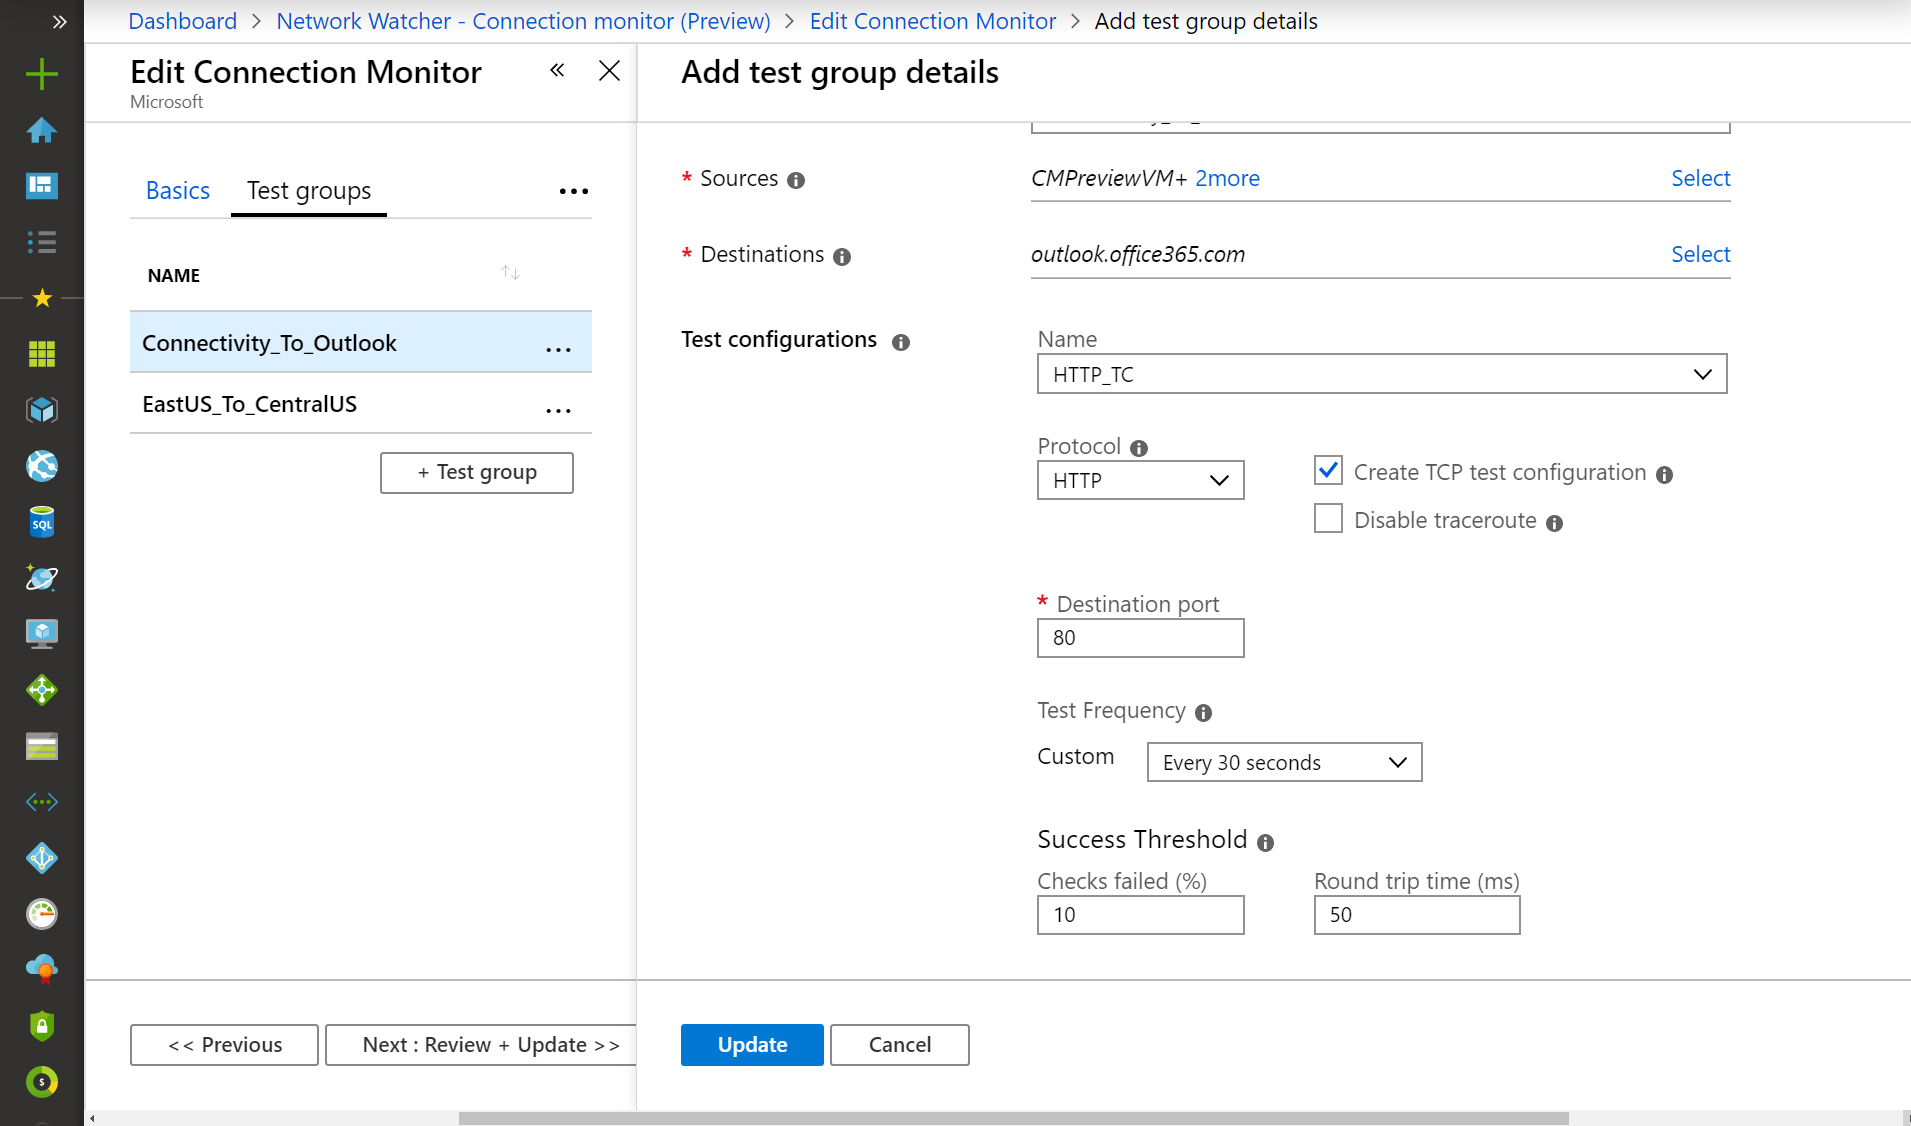 Dashboard > Network Watcher - Connection monitor (Preview) > Edit Connection Monitor > Add test group details
Edit Connection Monitor
Microsoft
Basics
Test groups
NAME
Connectivity_To_Outlook
EastUS_To_CentralUS
+ Test group
<< Previous
Next : Review + Update >>
Add test group details
* Sources
CMPreviewVM+ 2more
Select
* Destinations
outlook.office365.com
Select
Test configurations
Name
HTTP_TC
Protocol
HTTP
Create TCP test configuration
Disable traceroute
* Destination port
80
Test Frequency
Custom
Every 30 seconds
Success Threshold
Checks failed (%)
10
Round trip time (ms)
50
Update
Cancel
SQL
$